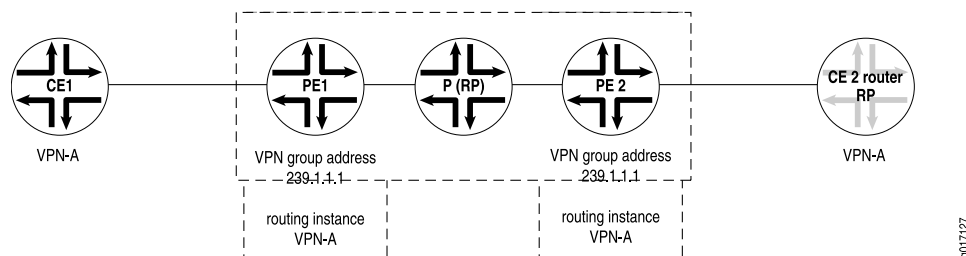 CE1
PE1
P (RP)
PE 2
CE 2 router
RP
VPN-A
VPN group address
239.1.1.1
VPN group address
239.1.1.1
VPN-A
routing instance
VPN-A
routing instance
VPN-A
g017127